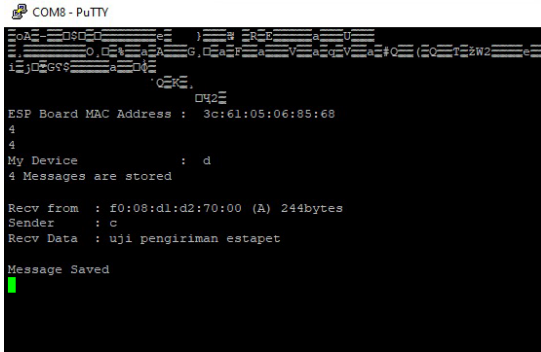 COM8 - PuTTY
ESP Board MAC Address : 3c:61:05:06:85:68
4
4
My Device : d
4 Messages are stored
Recv from : f0:08:d1:d2:70:00 (A) 244bytes
Sender : c
Recv Data : uji pengiriman estapet
Message Saved